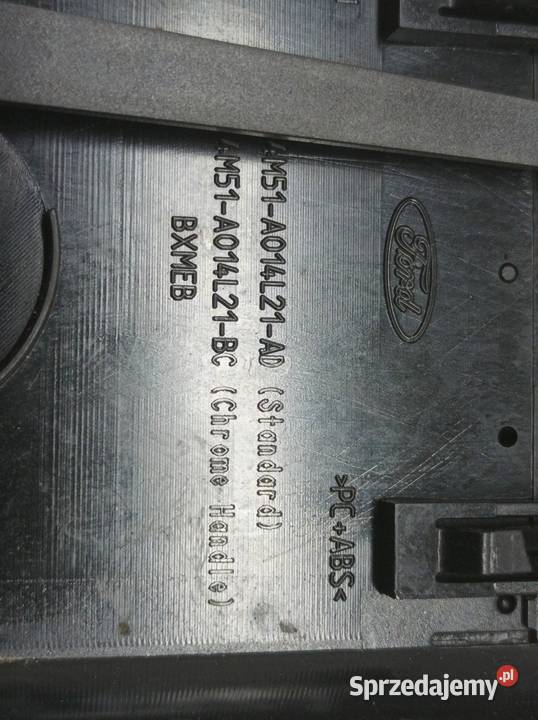 Ford
AM51-A014L21-AD (Standard)
AM51-A014L21-BC (Chrome Handle)
BXMEB
>PC+ABS<
Sprzedajemy.pl